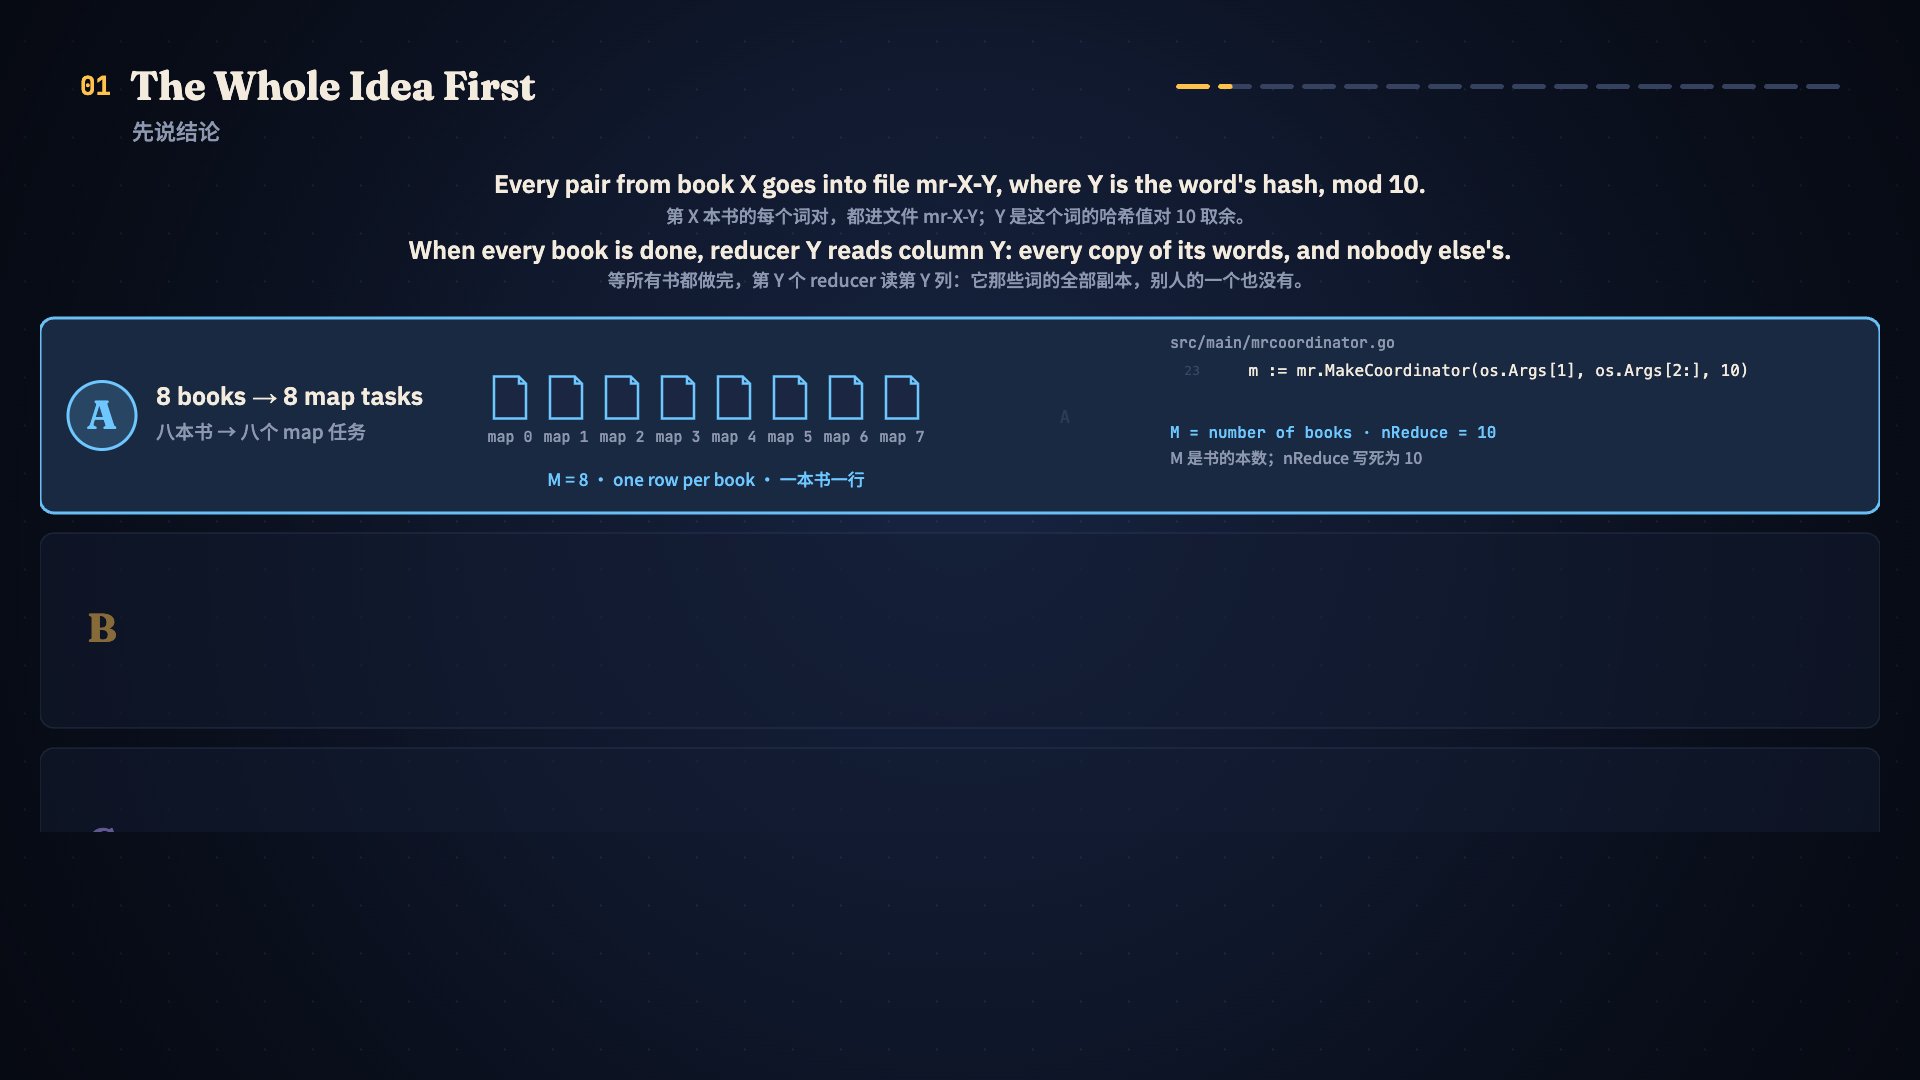 01 The Whole Idea First
先说结论
Every pair from book X goes into file mr-X-Y, where Y is the word's hash, mod 10.
第 X 本书的每个词对，都进文件 mr-X-Y；Y 是这个词的哈希值对 10 取余。
When every book is done, reducer Y reads column Y: every copy of its words, and nobody else's.
等所有书都做完，第 Y 个 reducer 读第 Y 列：它那些词的全部副本，别人的一个也没有。
A
8 books → 8 map tasks
八本书 → 八个 map 任务
map 0 map 1 map 2 map 3 map 4 map 5 map 6 map 7
M = 8 • one row per book • 一本书一行
A
src/main/mrcoordinator.go
23 m := mr.MakeCoordinator(os.Args[1], os.Args[2:], 10)
M = number of books · nReduce = 10
M 是书的本数；nReduce 写死为 10
B